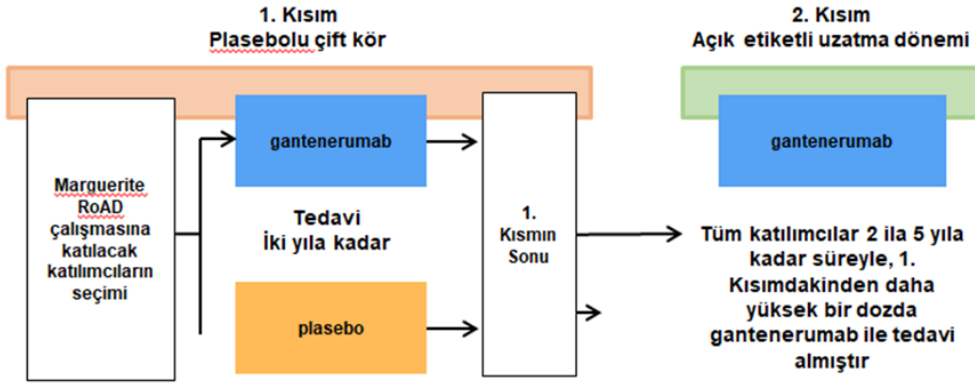 1. Kısım
Plasebolu çift kör
2. Kısım
Açık etiketli uzatma dönemi
Marguerite
RoAD
çalışmasına
katılacak
katılımcıların
seçimi
gantenerumab
Tedavi
İki yıla kadar
plasebo
1.
Kısmın
Sonu
gantenerumab
Tüm katılımcılar 2 ila 5 yıla
kadar süreyle, 1.
Kısımdakinden daha
yüksek bir dozda
gantenerumab ile tedavi
almıştır